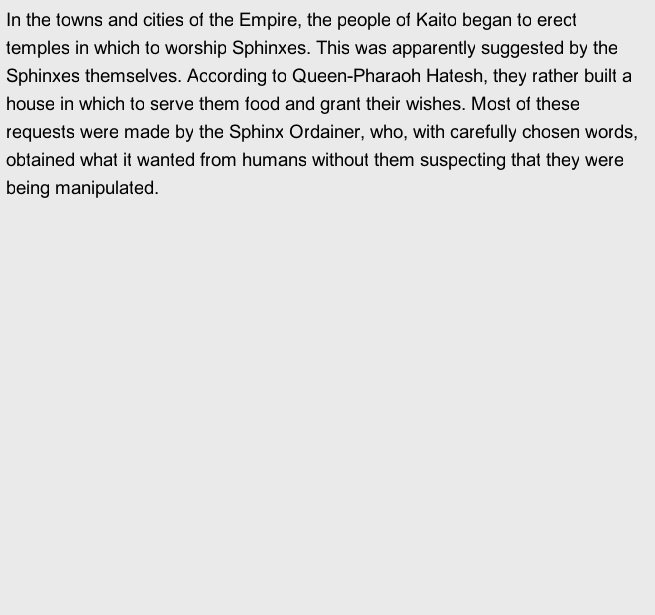 In the towns and cities of the Empire, the people of Kaito began to erect
temples in which to worship Sphinxes. This was apparently suggested by the
Sphinxes themselves. According to Queen-Pharaoh Hatesh, they rather built a
house in which to serve them food and grant their wishes. Most of these
requests were made by the Sphinx Ordainer, who, with carefully chosen words,
obtained what it wanted from humans without them suspecting that they were
being manipulated.